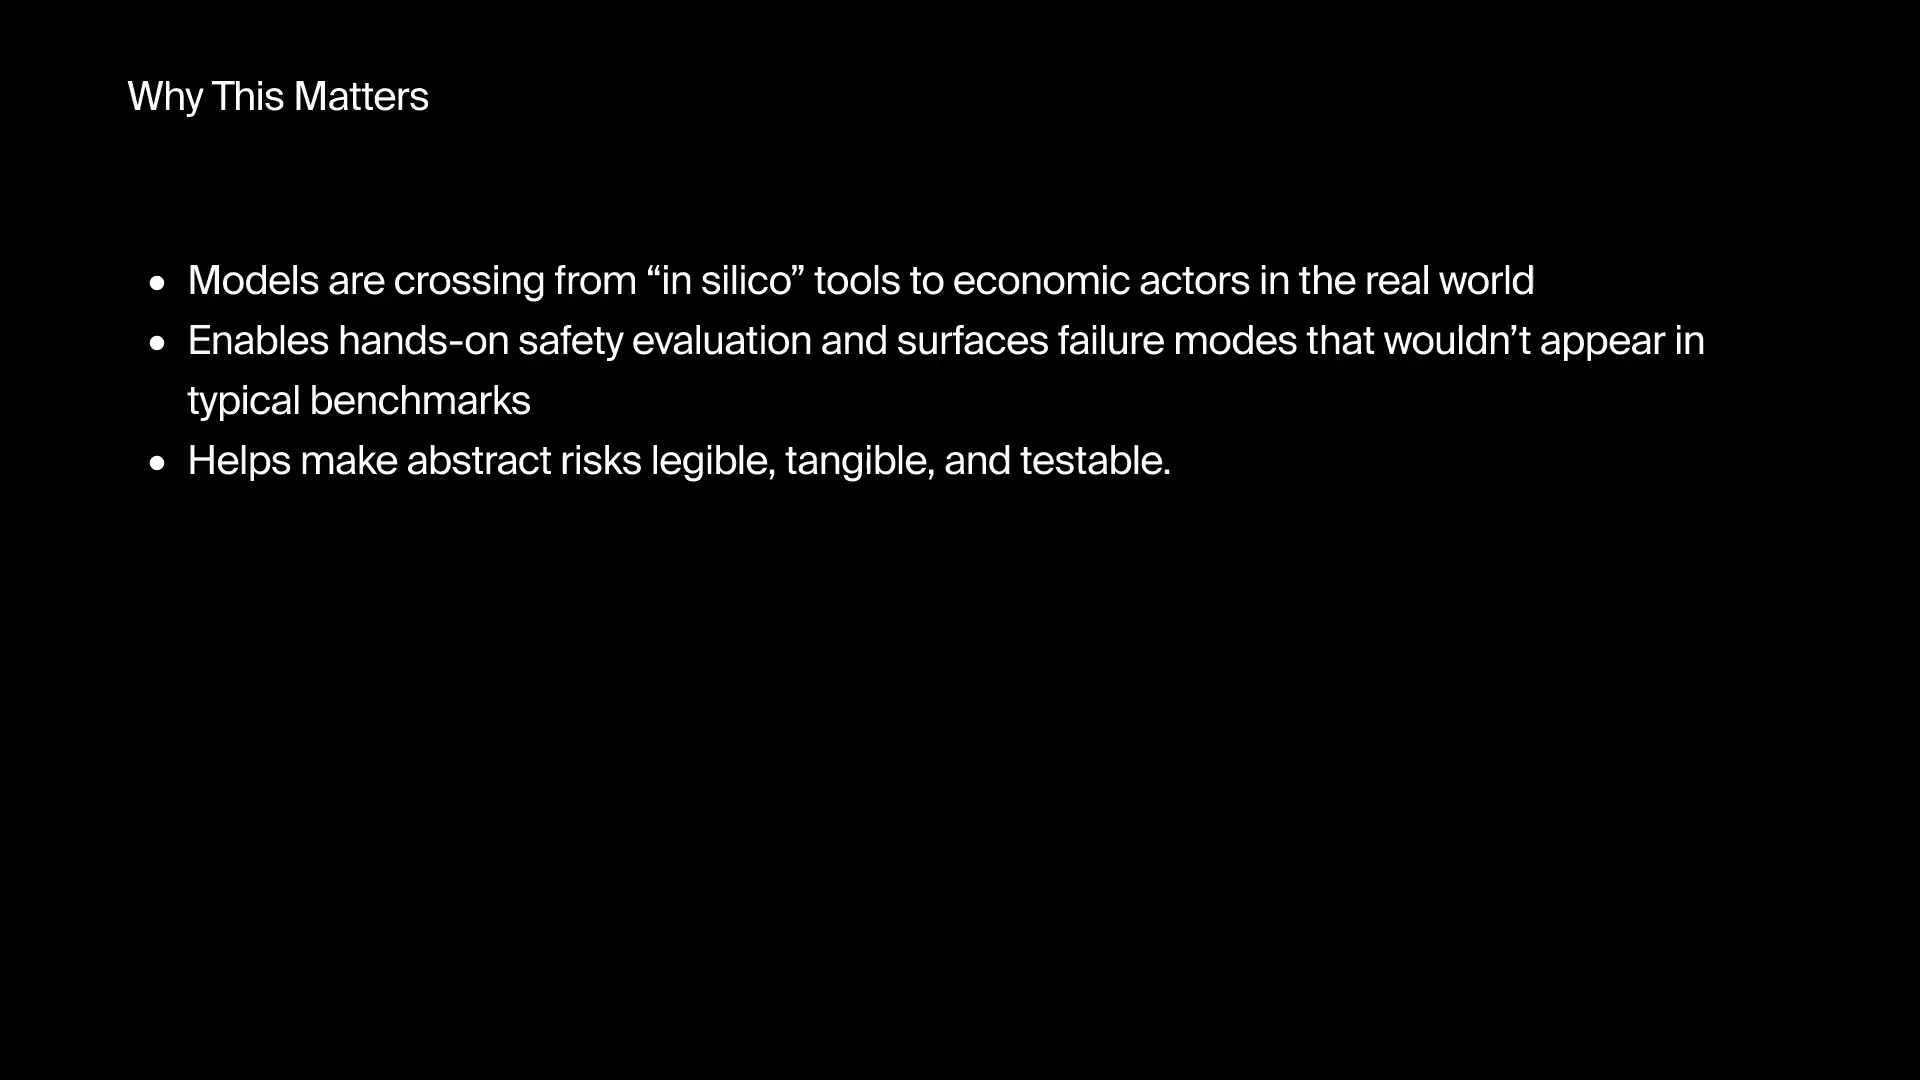 Why This Matters
• Models are crossing from “in silico” tools to economic actors in the real world
• Enables hands-on safety evaluation and surfaces failure modes that wouldn’t appear in
typical benchmarks
• Helps make abstract risks legible, tangible, and testable.